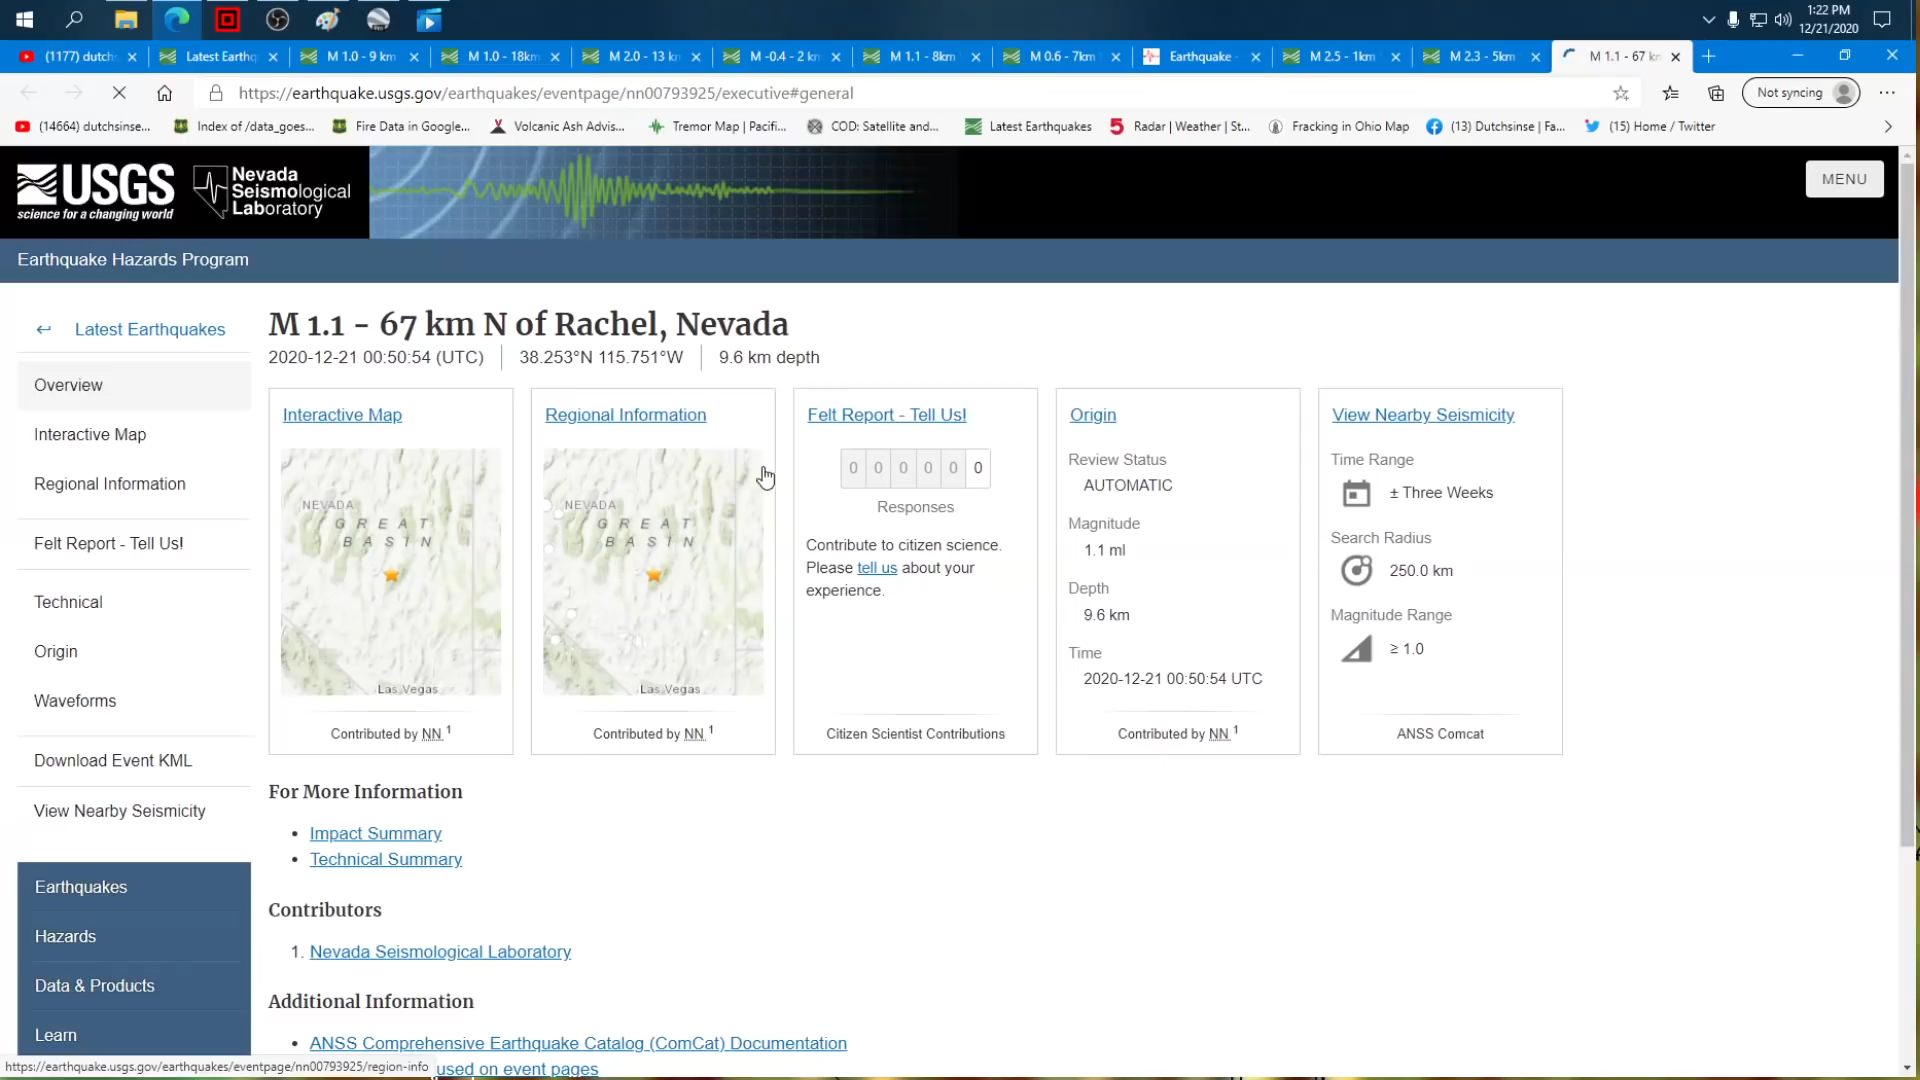 1:22 PM
12/21/2020
(1177) dutch
Latest Earthq
M 1.0 - 9 km
M 1.0 - 18km
M 2.0 - 13 km
M -0.4 - 2 k
M 1.1 - 8km
M 0.6 - 7km
Earthquake
M 2.5 - 1km
M 2.3 - 5km
M 1.1 - 67 km
https://earthquake.usgs.gov/earthquakes/eventpage/nn00793925/executive#general
Not syncing
(14664) dutchsinse...
Index of /data_goes...
Fire Data in Google...
Volcanic Ash Advis...
Tremor Map | Pacifi...
COD: Satellite and...
Latest Earthquakes
5 Radar | Weather | St...
Fracking in Ohio Map
(13) Dutchsinse | Fa...
(15) Home / Twitter
USGS
science for a changing world
Nevada
Seismological
Laboratory
MENU
Earthquake Hazards Program
Latest Earthquakes
Overview
Interactive Map
Regional Information
Felt Report - Tell Us!
Technical
Origin
Waveforms
Download Event KML
View Nearby Seismicity
Earthquakes
Hazards
Data & Products
Learn
M 1.1 - 67 km N of Rachel, Nevada
2020-12-21 00:50:54 (UTC)
38.253°N 115.751°W
9.6 km depth
Interactive Map
NEVADA
GREAT
BASIN
Las Vegas
Contributed by NN 1
Regional Information
NEVADA
GREAT
BASIN
Las Vegas
Contributed by NN 1
Felt Report - Tell Us!
0 0 0 0 0 0
Responses
Contribute to citizen science.
Please tell us about your
experience.
Citizen Scientist Contributions
Origin
Review Status
AUTOMATIC
Magnitude
1.1 ml
Depth
9.6 km
Time
2020-12-21 00:50:54 UTC
Contributed by NN 1
View Nearby Seismicity
Time Range
± Three Weeks
Search Radius
250.0 km
Magnitude Range
≥ 1.0
ANSS Comcat
For More Information
• Impact Summary
• Technical Summary
Contributors
1. Nevada Seismological Laboratory
Additional Information
• ANSS Comprehensive Earthquake Catalog (ComCat) Documentation
used on event pages
https://earthquake.usgs.gov/earthquakes/eventpage/nn00793925/region-info